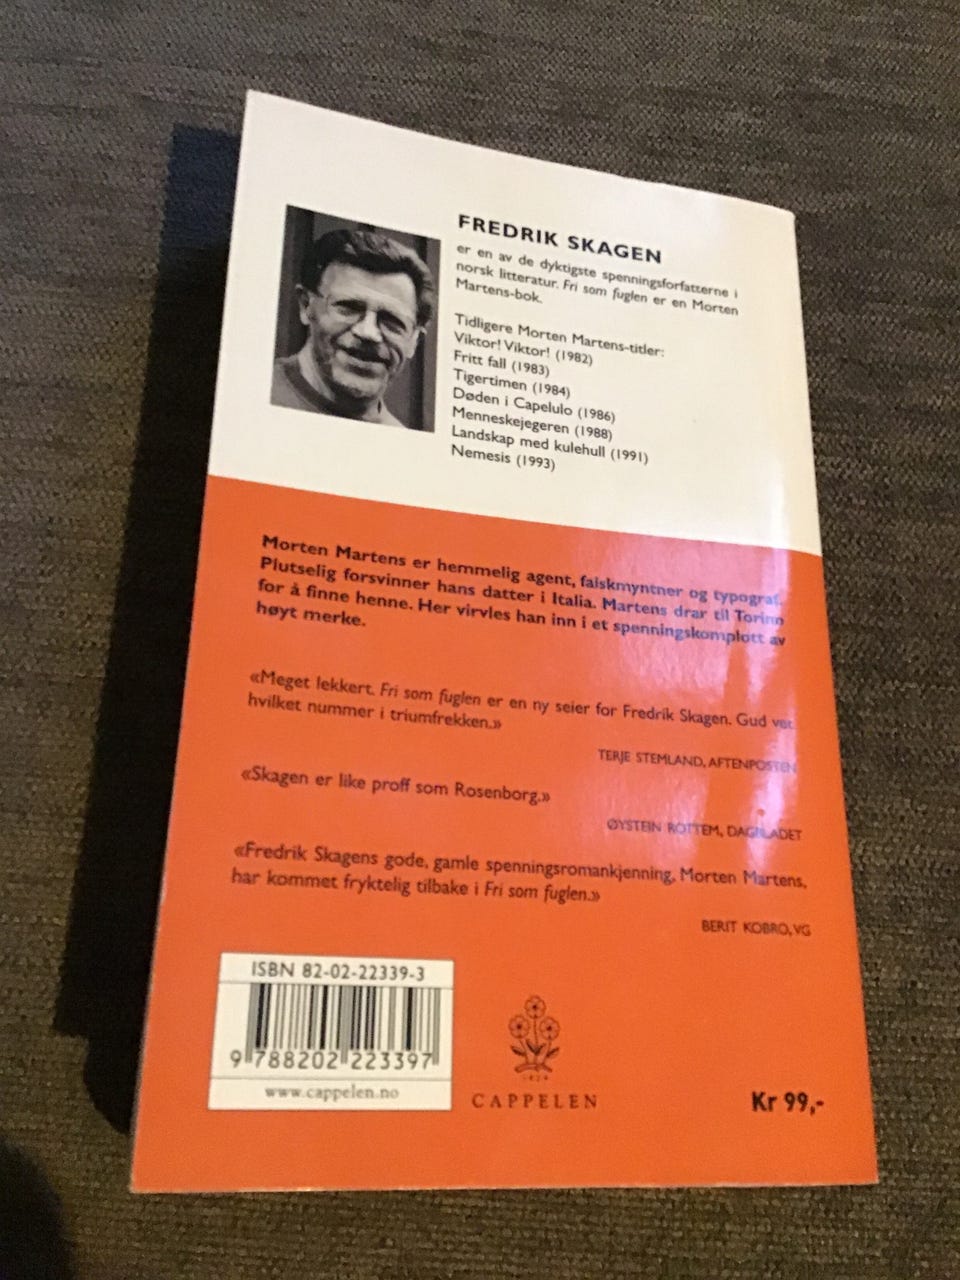 FREDRIK SKAGEN
er en av de dyktigste spenningsforfatterne i
norsk litteratur. Fri som fuglen er en Morten
Martens-bok.
Tidligere Morten Martens-titler:
Viktor! Viktor! (1982)
Fritt fall (1983)
Tigertimen (1984)
Døden i Capelulo (1986)
Menneskejegeren (1988)
Landskap med kulehull (1991)
Nemesis (1993)
Morten Martens er hemmelig agent, falskmyntner og typograf.
Plutselig forsvinner hans datter i Italia. Martens drar til Torino
for å finne henne. Her virvles han inn i et spenningskomplott av
høyt merke.
«Meget lekkert. Fri som fuglen er en ny seier for Fredrik Skagen. Gud vet
hvilket nummer i triumfrekken.»
TERJE STEMLAND, AFTENPOSTEN
«Skagen er like proff som Rosenborg.»
ØYSTEIN ROTTEM, DAGBLADET
«Fredrik Skagens gode, gamle spenningsromankjenning, Morten Martens,
har kommet fryktelig tilbake i Fri som fuglen.»
BERIT KOBRO, VG
ISBN 82-02-22339-3
9 788202 223397
www.cappelen.no
1829
CAPPELEN
Kr 99,-